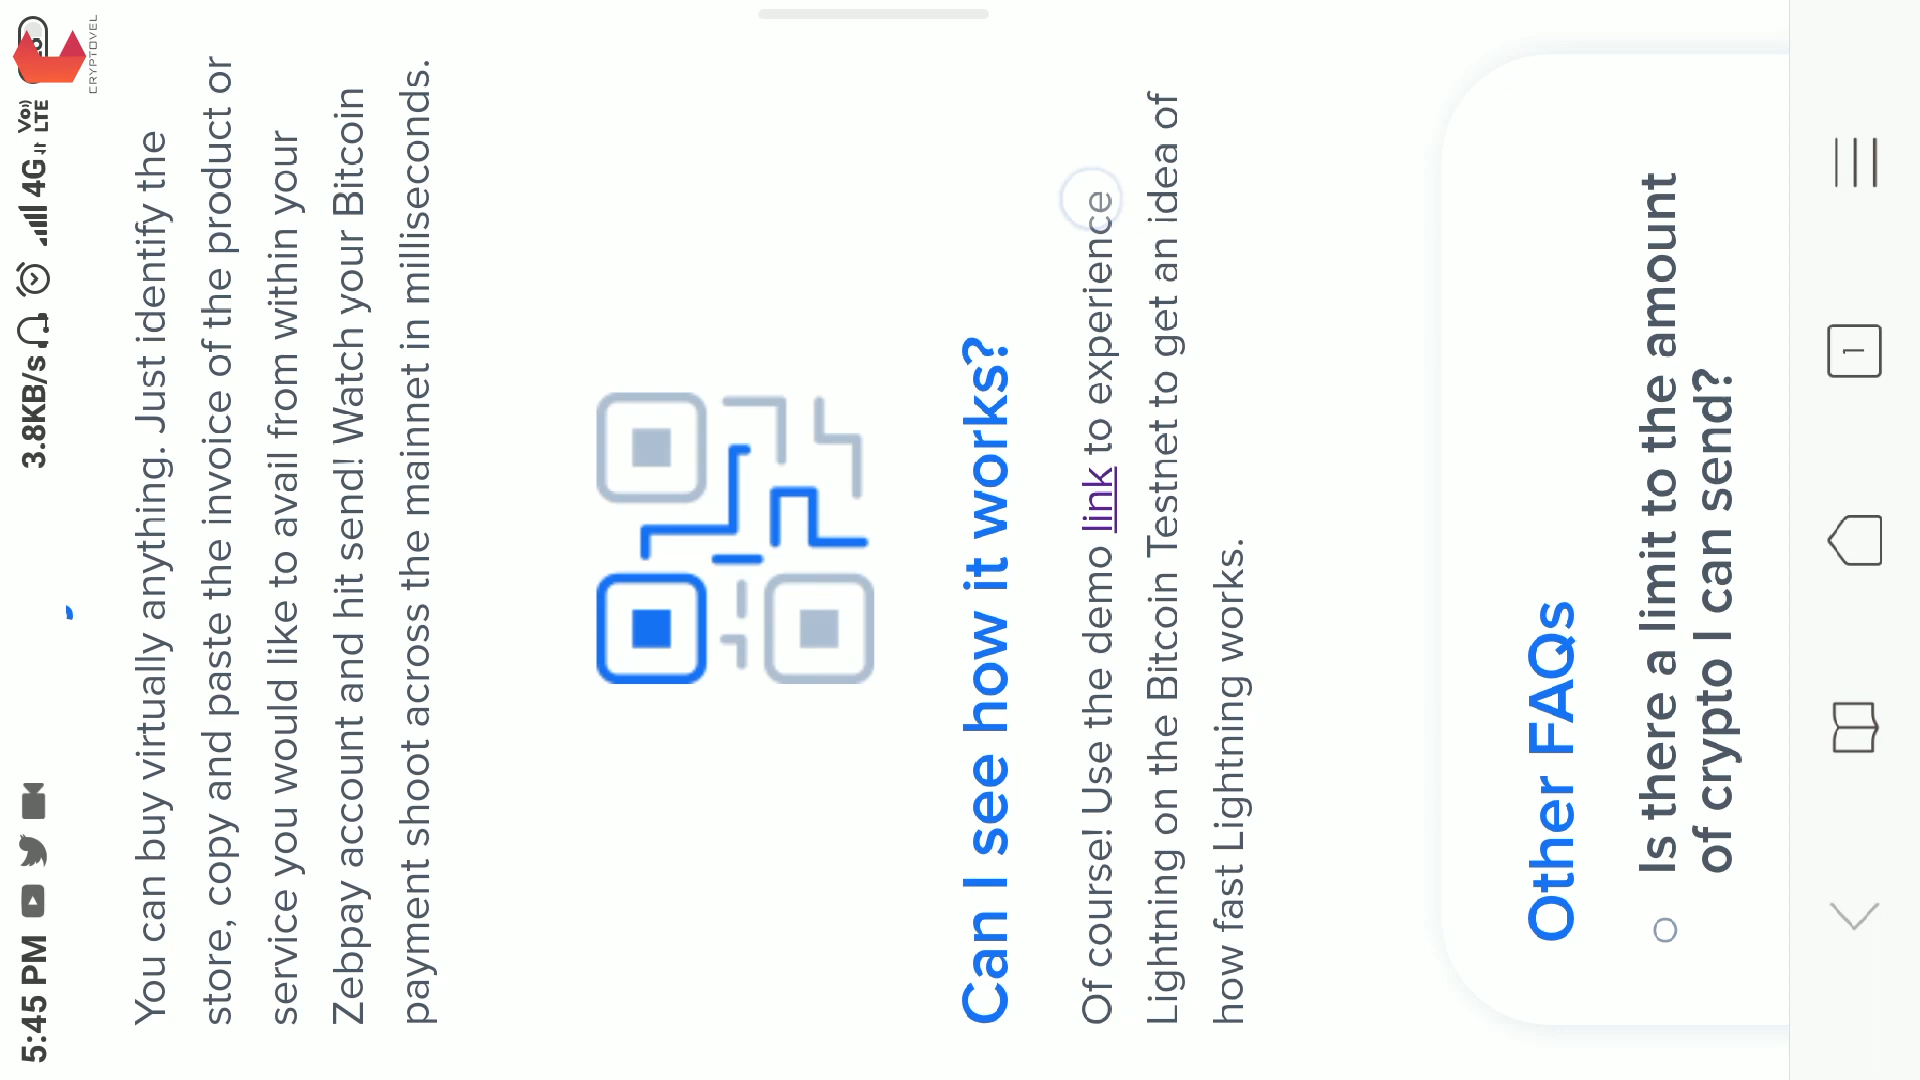 5:45 PM
3.8KB/s
4G
Vo)) LTE
CRYPTOVEL
You can buy virtually anything. Just identify the
store, copy and paste the invoice of the product or
service you would like to avail from within your
Zebpay account and hit send! Watch your Bitcoin
payment shoot across the mainnet in milliseconds.
Can I see how it works?
Of course! Use the demo link to experience
Lightning on the Bitcoin Testnet to get an idea of
how fast Lightning works.
Other FAQs
Is there a limit to the amount
of crypto I can send?
1